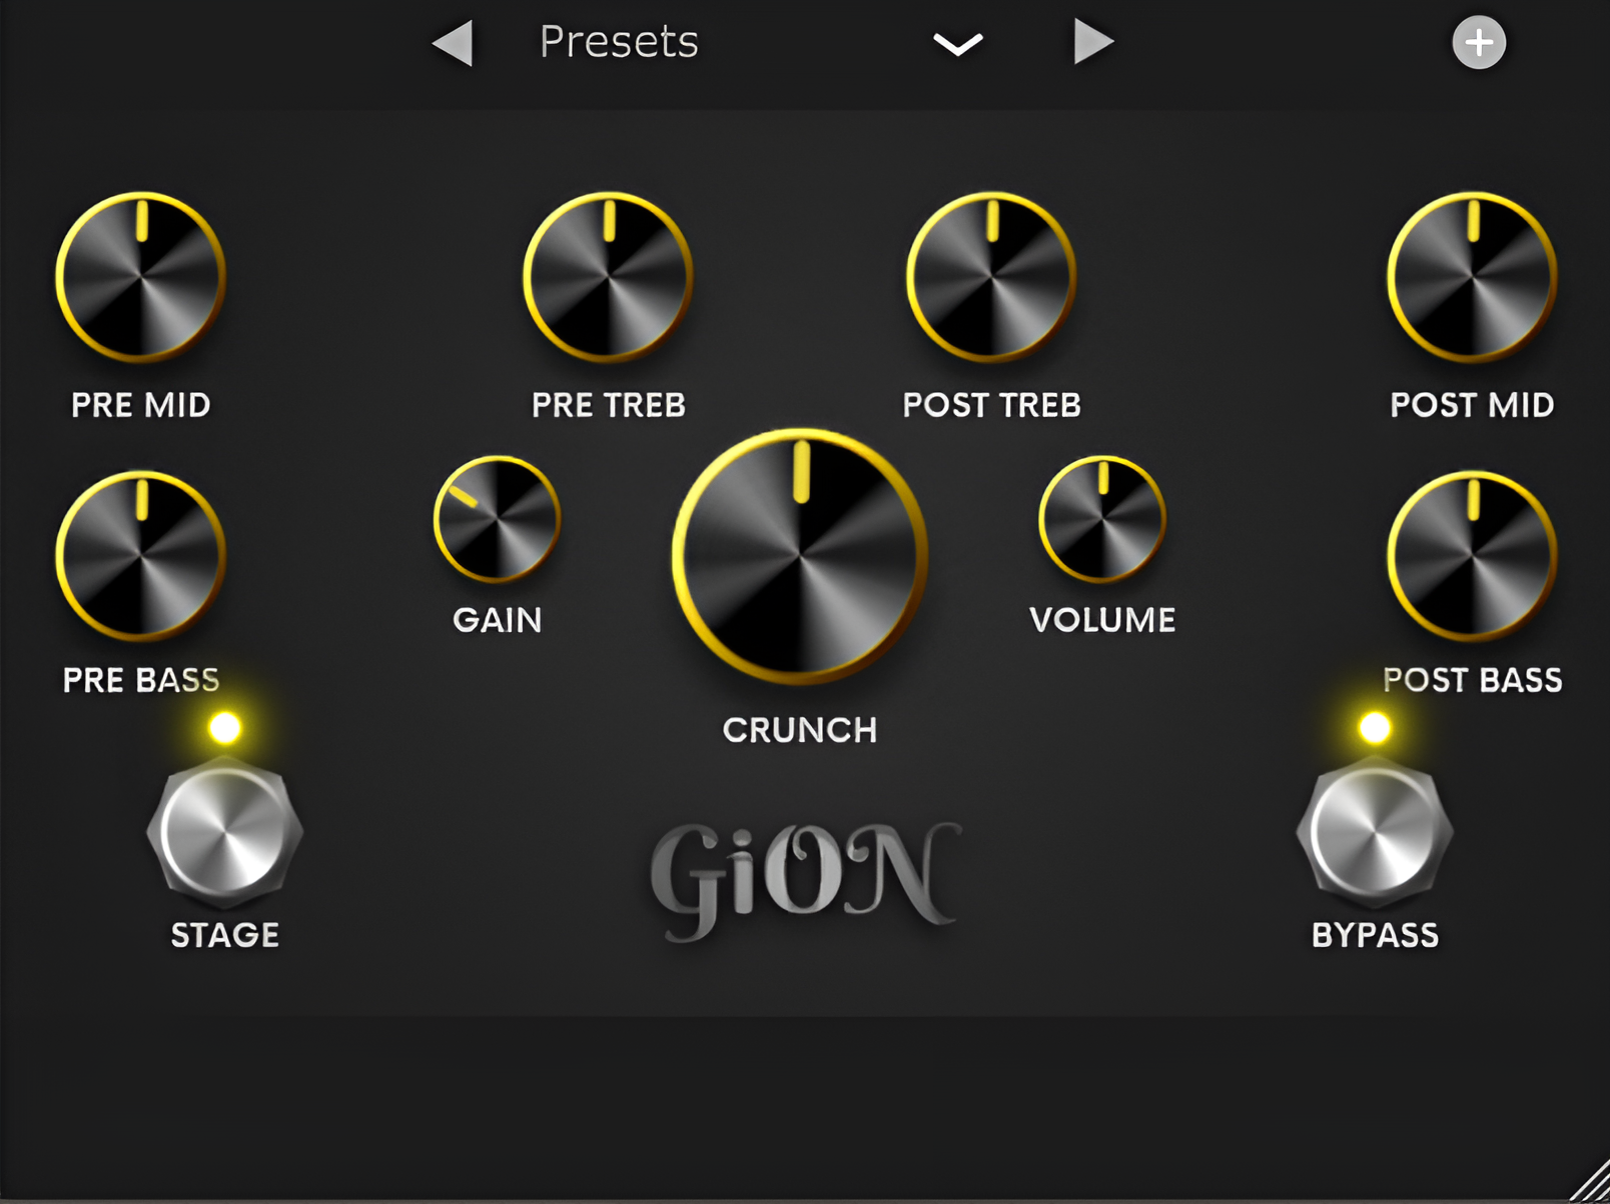 Presets
PRE MID
PRE TREB
POST TREB
POST MID
GAIN
VOLUME
PRE BASS
POST BASS
CRUNCH
GiON
STAGE
BYPASS